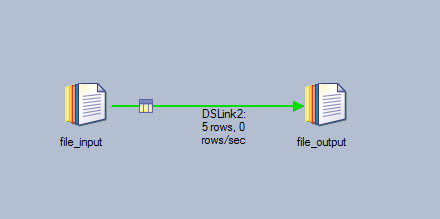 DSLink2:
5 rows, 0
rows/sec
file_input
file_output